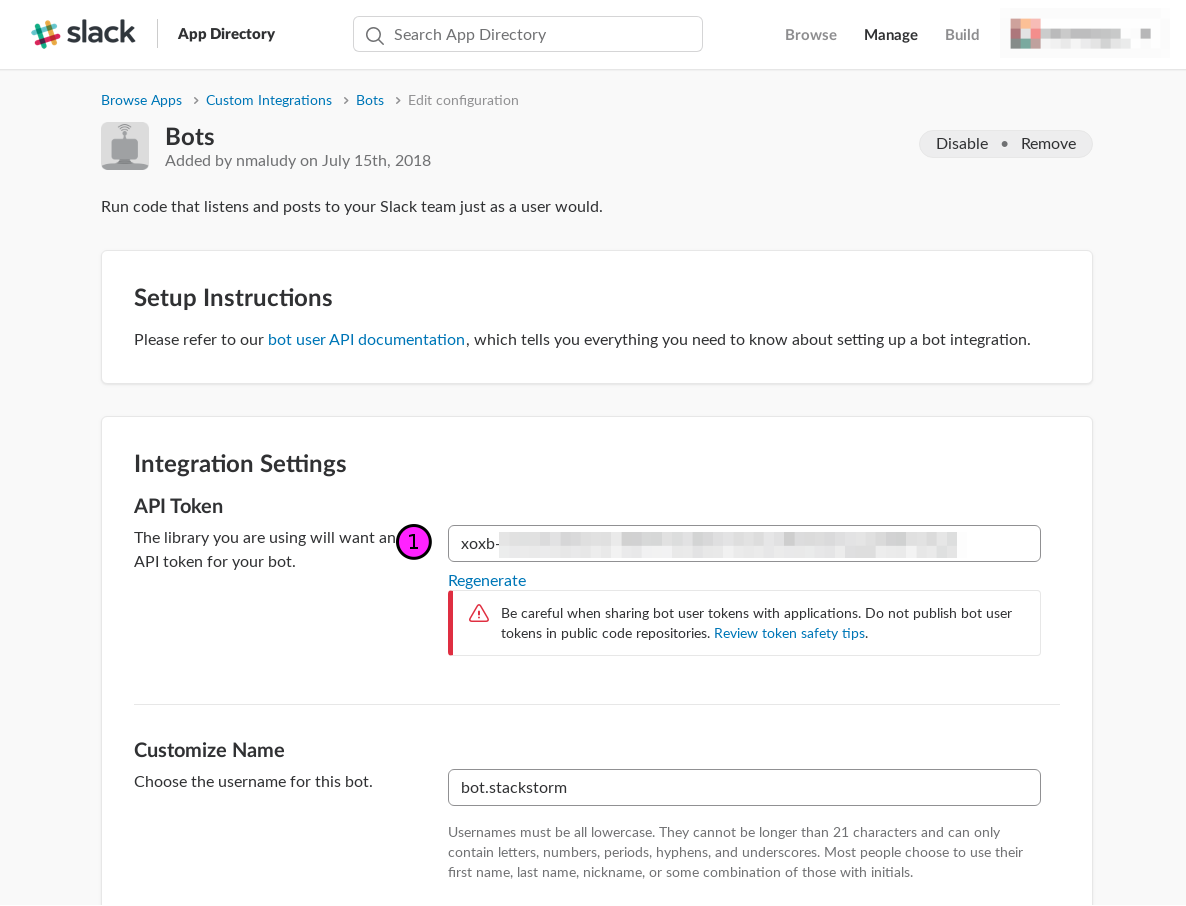 slack App Directory Search App Directory Browse Manage Build
Browse Apps > Custom Integrations > Bots > Edit configuration
Bots
Added by nmaludy on July 15th, 2018
Disable • Remove
Run code that listens and posts to your Slack team just as a user would.
Setup Instructions
Please refer to our bot user API documentation, which tells you everything you need to know about setting up a bot integration.
Integration Settings
API Token
The library you are using will want an
API token for your bot.
1
xoxb-
Regenerate
Be careful when sharing bot user tokens with applications. Do not publish bot user
tokens in public code repositories. Review token safety tips.
Customize Name
Choose the username for this bot.
bot.stackstorm
Usernames must be all lowercase. They cannot be longer than 21 characters and can only
contain letters, numbers, periods, hyphens, and underscores. Most people choose to use their
first name, last name, nickname, or some combination of those with initials.